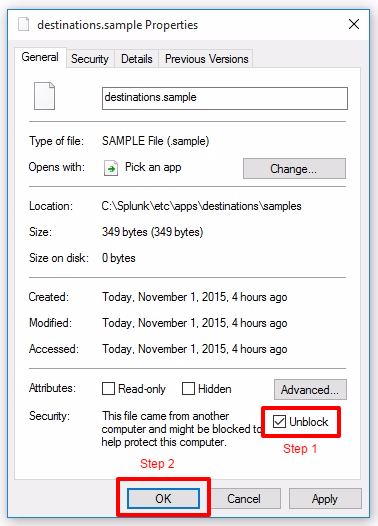 destinations.sample Properties
General Security Details Previous Versions
destinations.sample
Type of file: SAMPLE File (.sample)
Opens with: Pick an app Change...
Location: C:\Splunk\etc\apps\destinations\samples
Size: 349 bytes (349 bytes)
Size on disk: 0 bytes
Created: Today, November 1, 2015, 4 hours ago
Modified: Today, November 1, 2015, 4 hours ago
Accessed: Today, November 1, 2015, 4 hours ago
Attributes: Read-only Hidden Advanced...
Security: This file came from another
computer and might be blocked to
help protect this computer.
Unblock
Step 1
Step 2
OK Cancel Apply